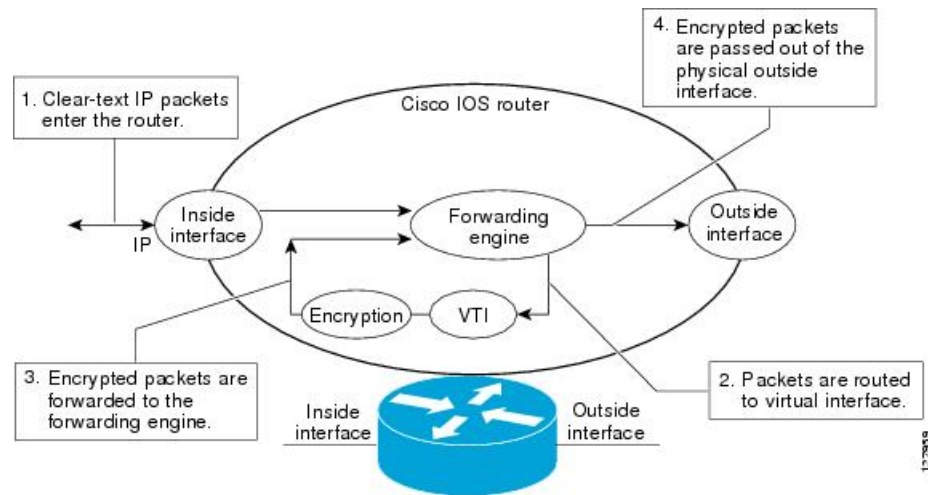 4. Encrypted packets
are passed out of the
physical outside
interface.
1. Clear-text IP packets
enter the router.
Cisco IOS router
Inside
interface
Forwarding
engine
Outside
interface
IP
Encryption
VTI
3. Encrypted packets are
forwarded to the
forwarding engine.
2. Packets are routed
to virtual interface.
Inside
interface
Outside
interface
127959